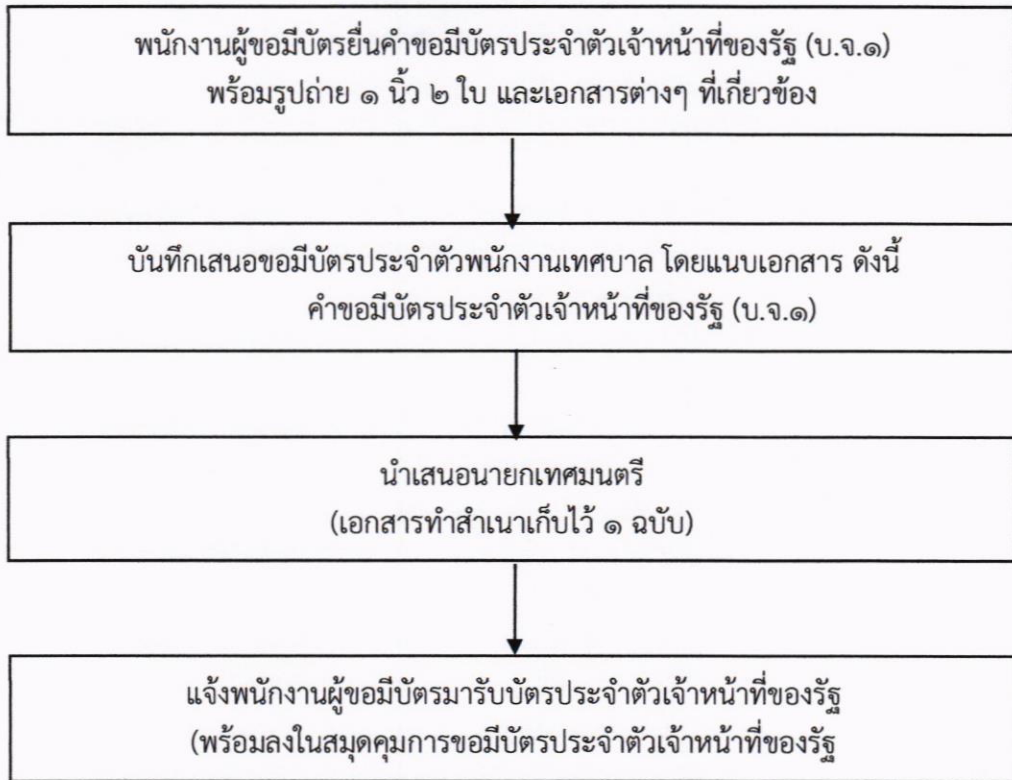 พนักงานผู้ขอมีบัตรยื่นคำขอมีบัตรประจำตัวเจ้าหน้าที่ของรัฐ (บ.จ.๑)
พร้อมรูปถ่าย ๑ นิ้ว ๒ ใบ และเอกสารต่างๆ ที่เกี่ยวข้อง
บันทึกเสนอขอมีบัตรประจำตัวพนักงานเทศบาล โดยแนบเอกสาร ดังนี้
คำขอมีบัตรประจำตัวเจ้าหน้าที่ของรัฐ (บ.จ.๑)
นำเสนอนายกเทศมนตรี
(เอกสารทำสำเนาเก็บไว้ ๑ ฉบับ)
แจ้งพนักงานผู้ขอมีบัตรมารับบัตรประจำตัวเจ้าหน้าที่ของรัฐ
(พร้อมลงในสมุดคุมการขอมีบัตรประจำตัวเจ้าหน้าที่ของรัฐ